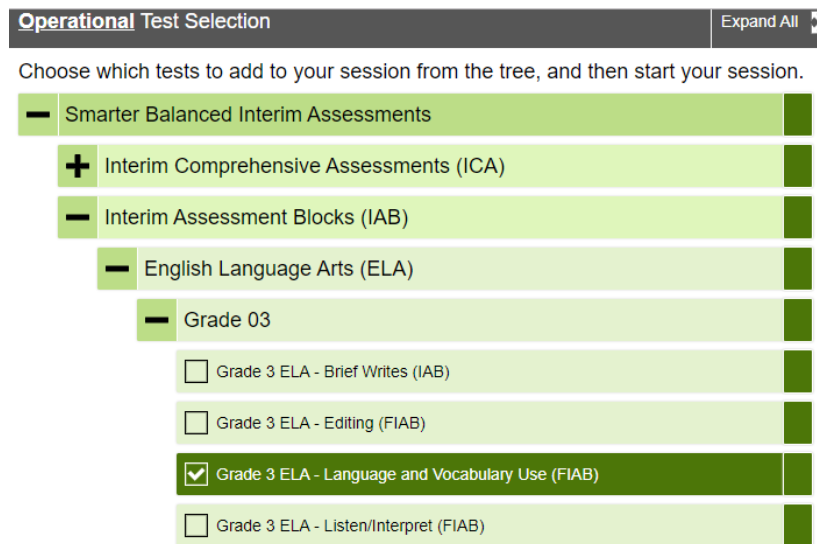 Operational Test Selection
Expand All
Choose which tests to add to your session from the tree, and then start your session.
Smarter Balanced Interim Assessments
Interim Comprehensive Assessments (ICA)
Interim Assessment Blocks (IAB)
English Language Arts (ELA)
Grade 03
Grade 3 ELA - Brief Writes (IAB)
Grade 3 ELA - Editing (FIAB)
Grade 3 ELA - Language and Vocabulary Use (FIAB)
Grade 3 ELA - Listen/Interpret (FIAB)